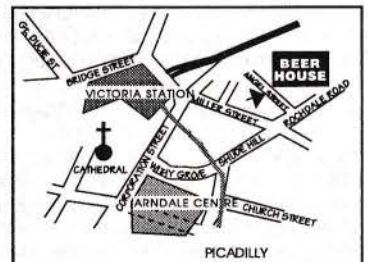 GT. DUCIE ST.
BRIDGE STREET
BEER
HOUSE
ANGEL STREET
VICTORIA STATION
MILLER STREET
ROCHDALE ROAD
CORPORATION STREET
SHUDE HILL
CATHEDRAL
WITHY GROVE
ARNDALE CENTRE
CHURCH STREET
PICADILLY